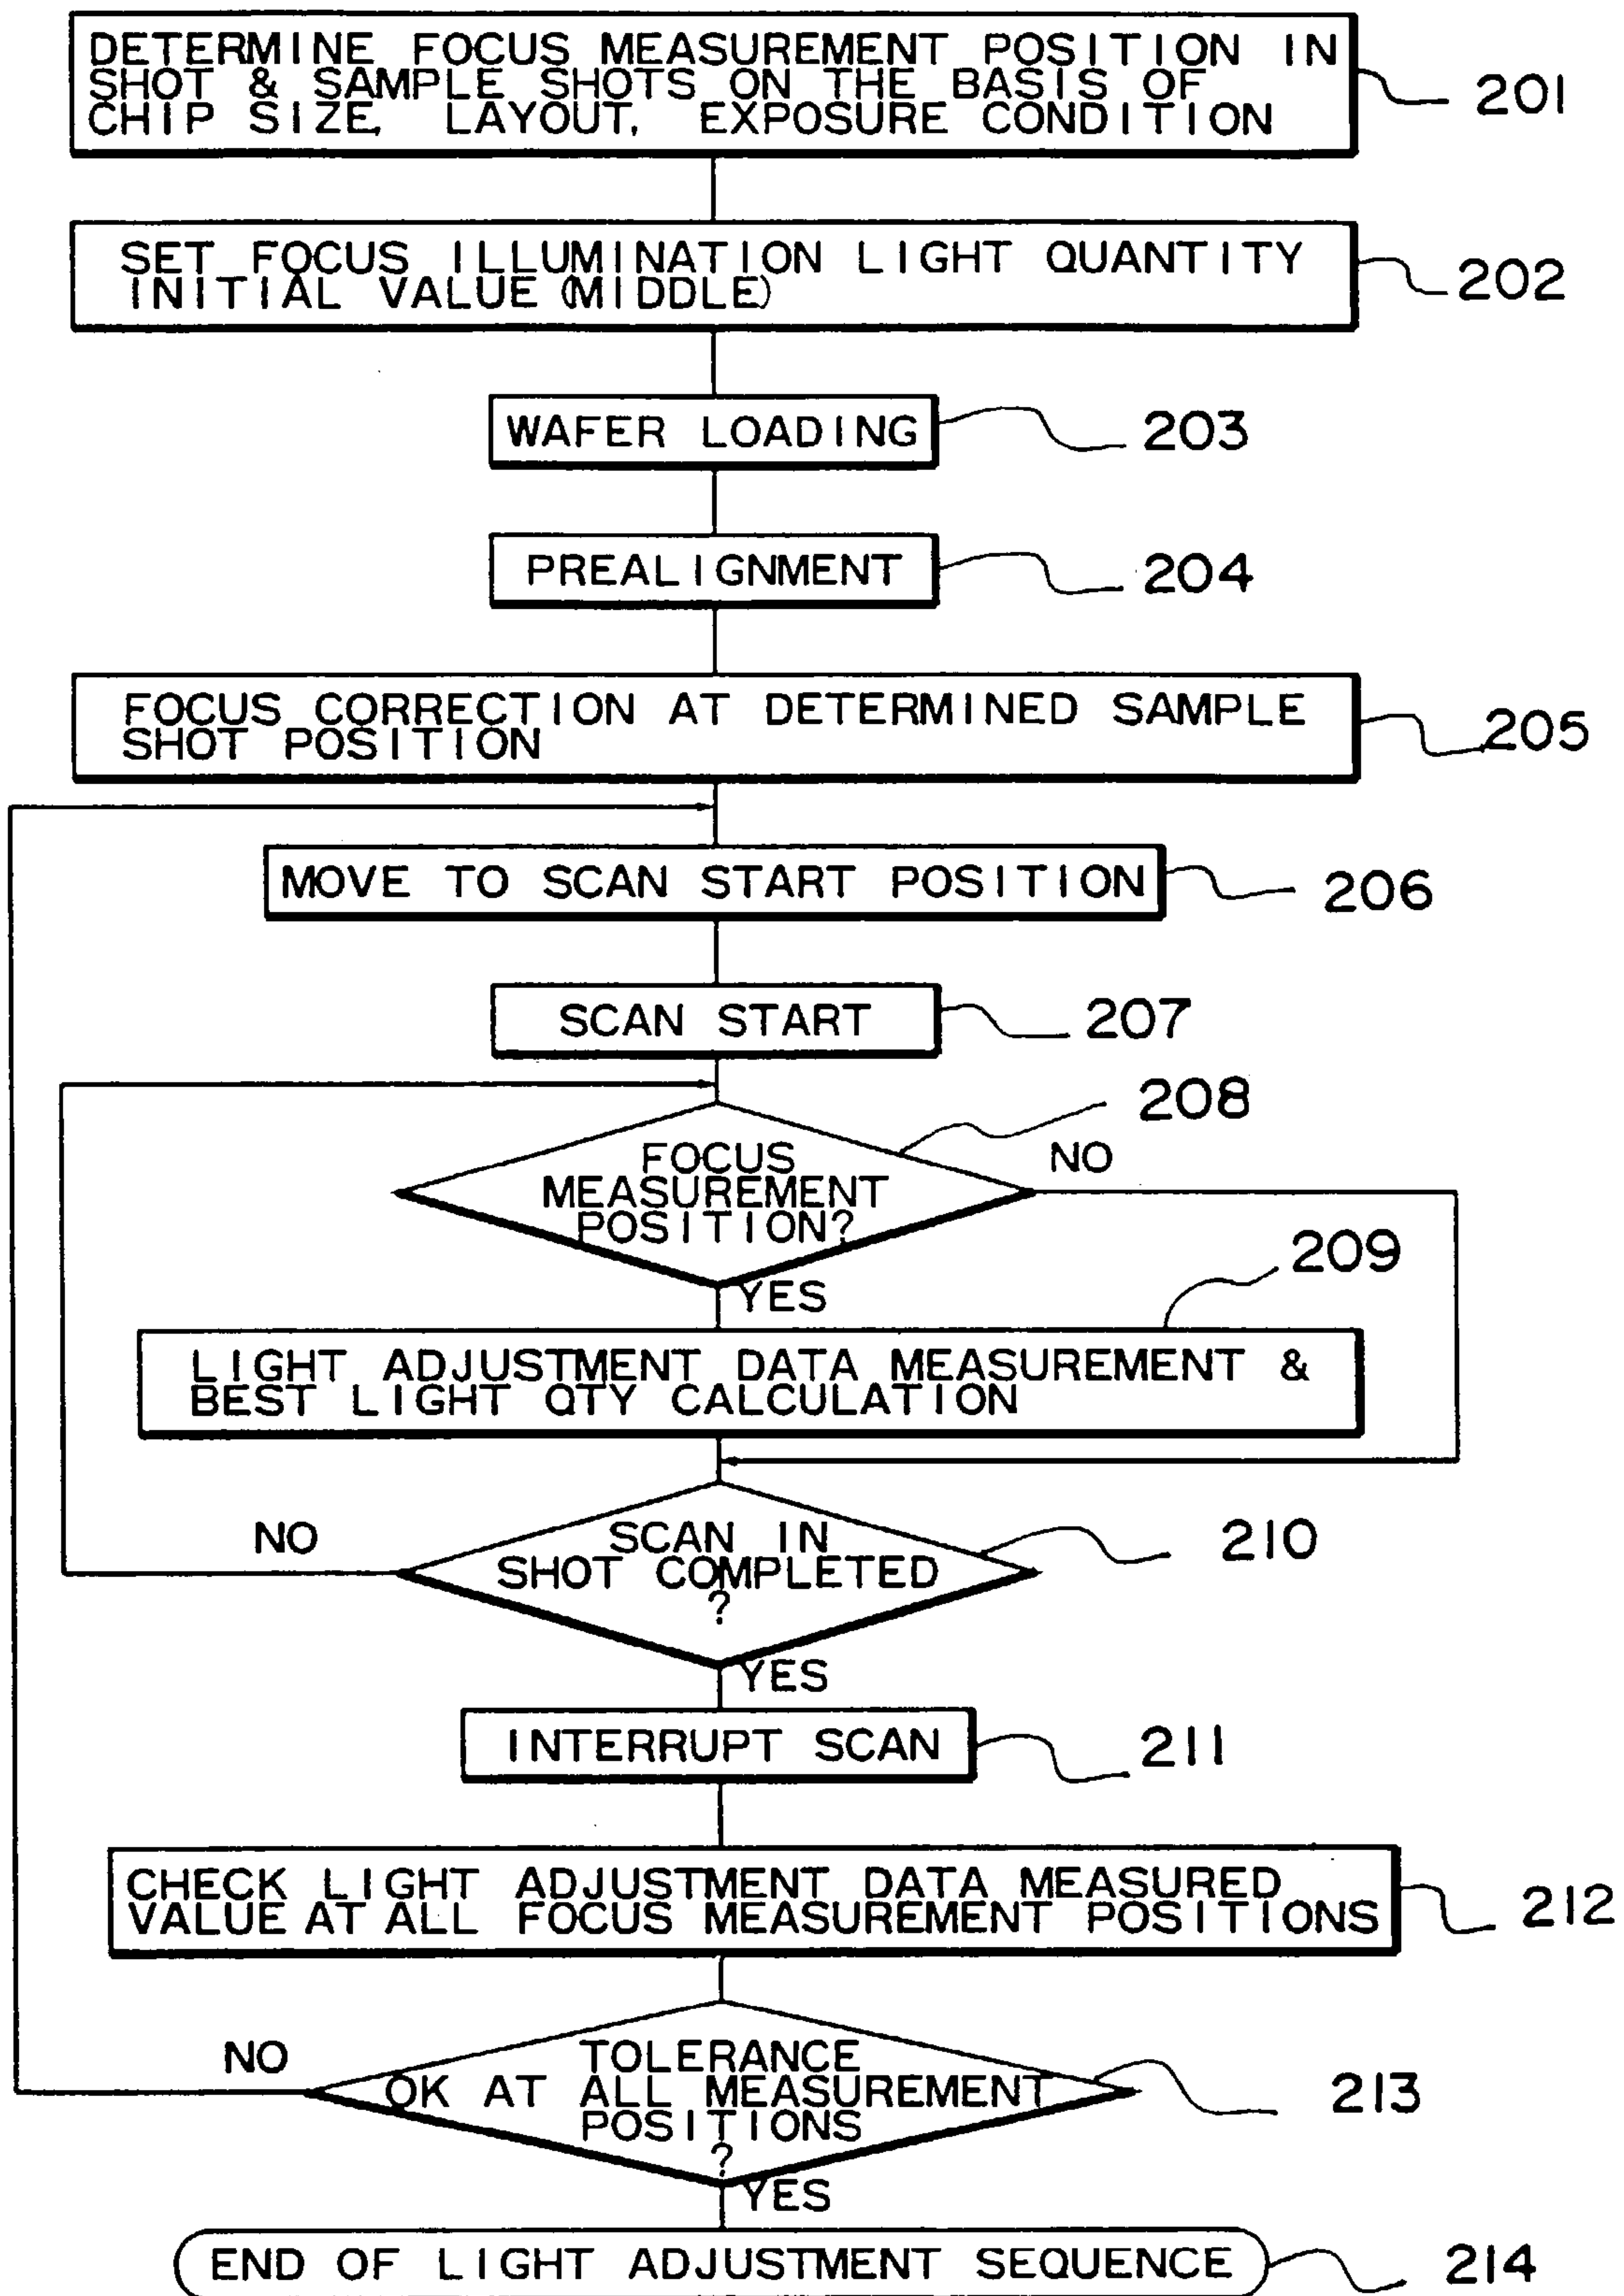 DETERMINE FOCUS MEASUREMENT POSITION IN
SHOT & SAMPLE SHOTS ON THE BASIS OF
CHIP SIZE, LAYOUT, EXPOSURE CONDITION
201
SET FOCUS ILLUMINATION LIGHT QUANTITY
INITIAL VALUE (MIDDLE)
202
WAFER LOADING
203
PREALIGNMENT
204
FOCUS CORRECTION AT DETERMINED SAMPLE
SHOT POSITION
205
MOVE TO SCAN START POSITION
206
SCAN START
207
208
FOCUS
MEASUREMENT
POSITION?
NO
YES
209
LIGHT ADJUSTMENT DATA MEASUREMENT &
BEST LIGHT QTY CALCULATION
NO
SCAN IN
SHOT COMPLETED
?
210
YES
INTERRUPT SCAN
211
CHECK LIGHT ADJUSTMENT DATA MEASURED
VALUE AT ALL FOCUS MEASUREMENT POSITIONS
212
NO
TOLERANCE
OK AT ALL MEASUREMENT
POSITIONS
?
213
YES
END OF LIGHT ADJUSTMENT SEQUENCE
214